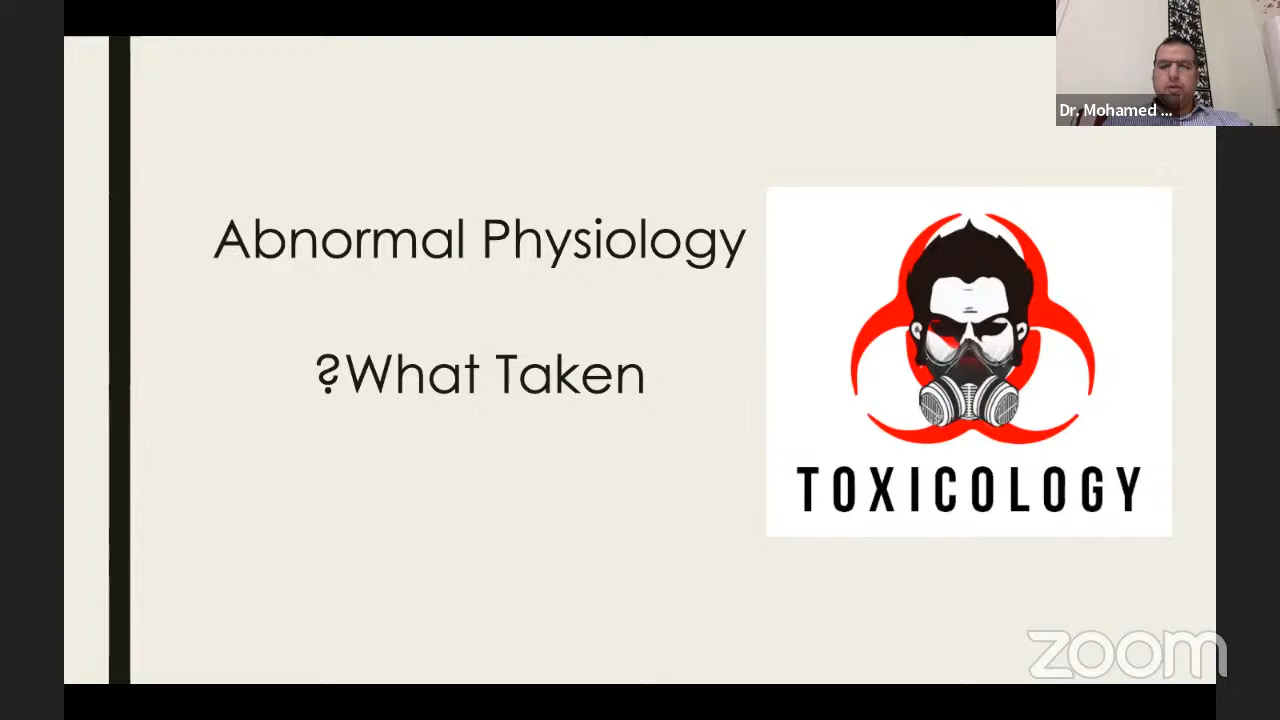 Dr. Mohamed ...
Abnormal Physiology
?What Taken
TOXICOLOGY
zoom